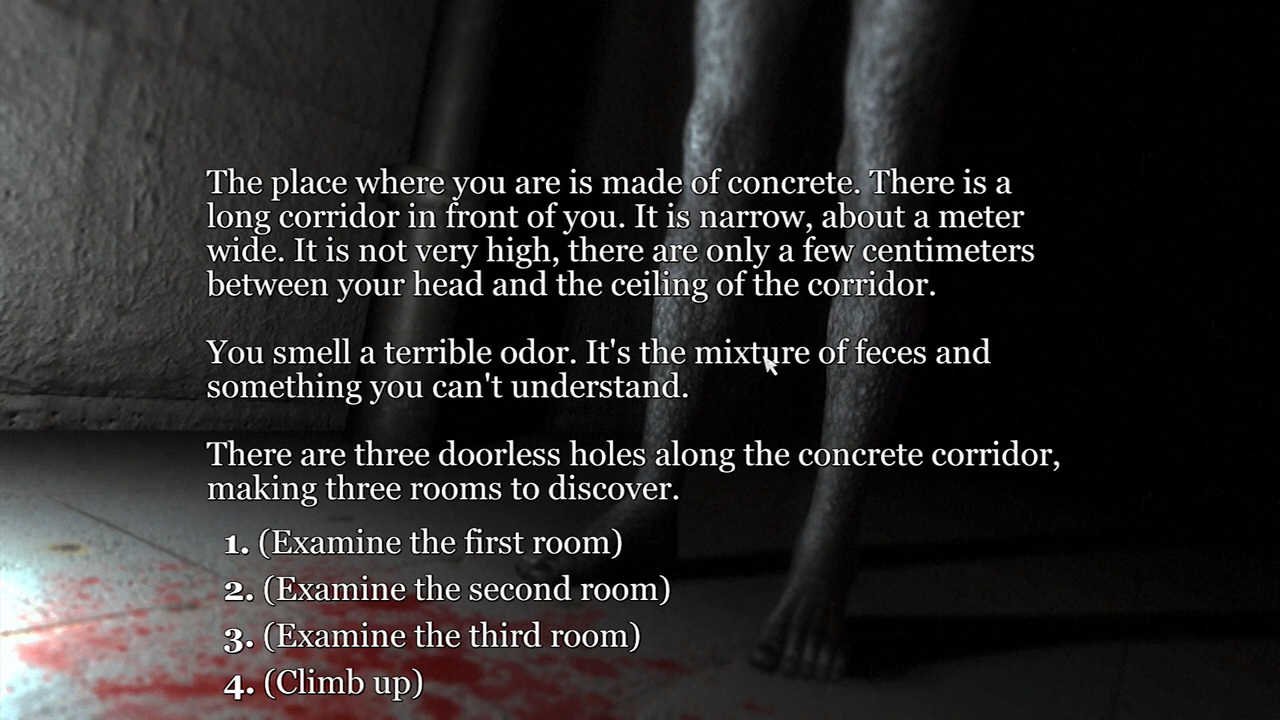 The place where you are is made of concrete. There is a
long corridor in front of you. It is narrow, about a meter
wide. It is not very high, there are only a few centimeters
between your head and the ceiling of the corridor.
You smell a terrible odor. It's the mixture of feces and
something you can't understand.
There are three doorless holes along the concrete corridor,
making three rooms to discover.
1. (Examine the first room)
2. (Examine the second room)
3. (Examine the third room)
4. (Climb up)